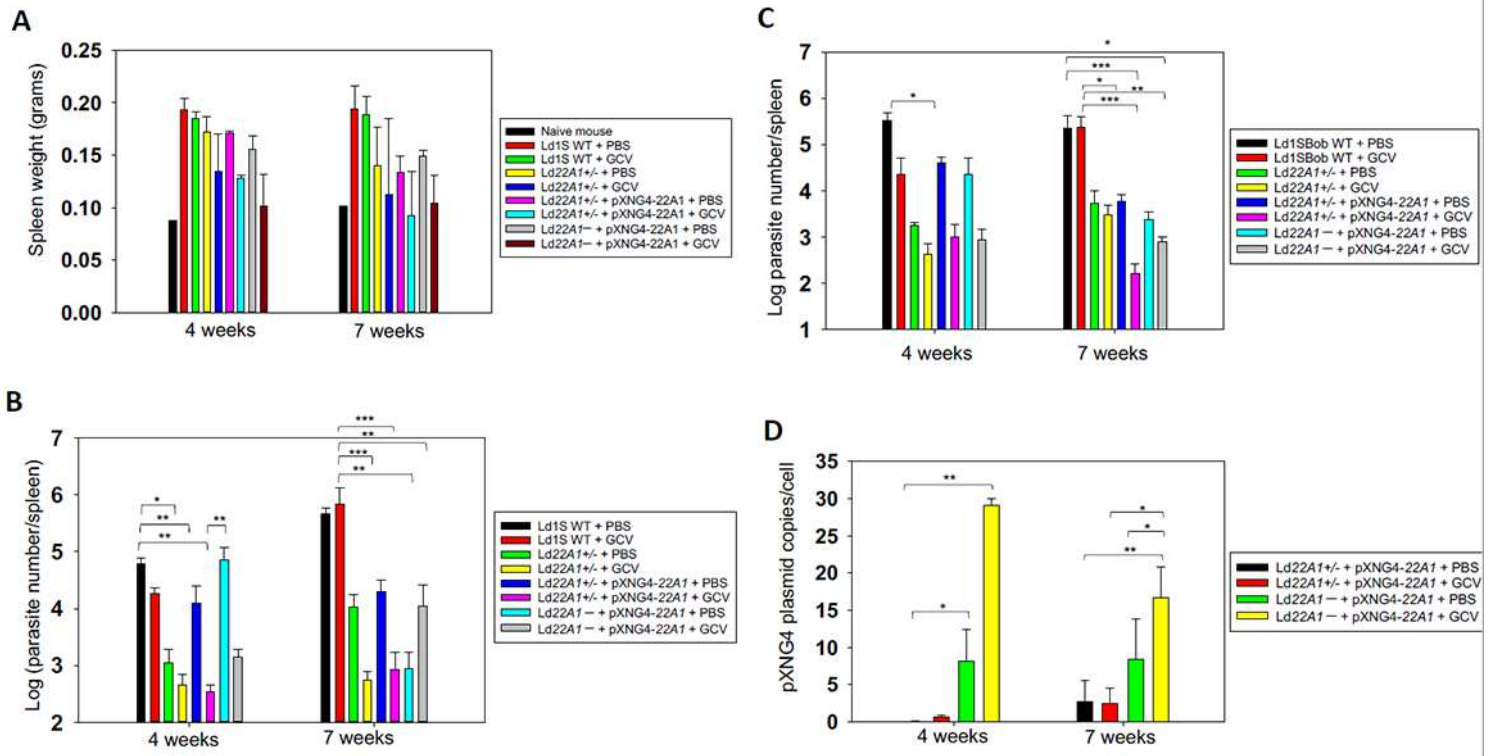 A
Spleen weight (grams)
0.25
0.20
0.15
0.10
0.05
0.00
4 weeks
7 weeks
Naive mouse
Ld1S WT + PBS
Ld1S WT + GCV
Ld22A1+/- + PBS
Ld22A1+/- + GCV
Ld22A1+/- + pXNG4-22A1 + PBS
Ld22A1+/- + pXNG4-22A1 + GCV
Ld22A1− + pXNG4-22A1 + PBS
Ld22A1− + pXNG4-22A1 + GCV
B
Log (parasite number/spleen)
7
6
5
4
3
2
*
**
**
**
***
**
***
**
4 weeks
7 weeks
Ld1S WT + PBS
Ld1S WT + GCV
Ld22A1+/- + PBS
Ld22A1+/- + GCV
Ld22A1+/- + pXNG4-22A1 + PBS
Ld22A1+/- + pXNG4-22A1 + GCV
Ld22A1− + pXNG4-22A1 + PBS
Ld22A1− + pXNG4-22A1 + GCV
C
Log parasite number/spleen
7
6
5
4
3
2
1
*
*
***
*
**
***
4 weeks
7 weeks
Ld1SBob WT + PBS
Ld1SBob WT + GCV
Ld22A1+/- + PBS
Ld22A1+/- + GCV
Ld22A1+/- + pXNG4-22A1 + PBS
Ld22A1+/- + pXNG4-22A1 + GCV
Ld22A1− + pXNG4-22A1 + PBS
Ld22A1− + pXNG4-22A1 + GCV
D
pXNG4 plasmid copies/cell
35
30
25
20
15
10
5
0
**
*
*
*
**
4 weeks
7 weeks
Ld22A1+/- + pXNG4-22A1 + PBS
Ld22A1+/- + pXNG4-22A1 + GCV
Ld22A1− + pXNG4-22A1 + PBS
Ld22A1− + pXNG4-22A1 + GCV